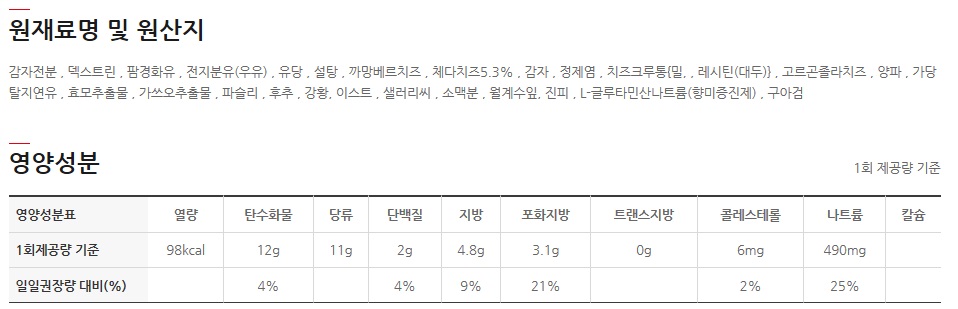 원재료명 및 원산지
감자전분 , 덱스트린 , 팜경화유 , 전지분유(우유) , 유당 , 설탕 , 까망베르치즈 , 체다치즈5.3% , 감자 , 정제염 , 치즈크루통{밀, , 레시틴(대두)} , 고르곤졸라치즈 , 양파 , 가당
탈지연유 , 효모추출물 , 가쓰오추출물 , 파슬리 , 후추 , 강황, 이스트 , 샐러리씨 , 소맥분 , 월계수잎, 진피 , L-글루타민산나트륨(향미증진제) , 구아검
영양성분
1회 제공량 기준
영양성분표 열량 탄수화물 당류 단백질 지방 포화지방 트랜스지방 콜레스테롤 나트륨 칼슘
1회제공량 기준 98kcal 12g 11g 2g 4.8g 3.1g 0g 6mg 490mg
일일권장량 대비(%) 4% 4% 9% 21% 2% 25%